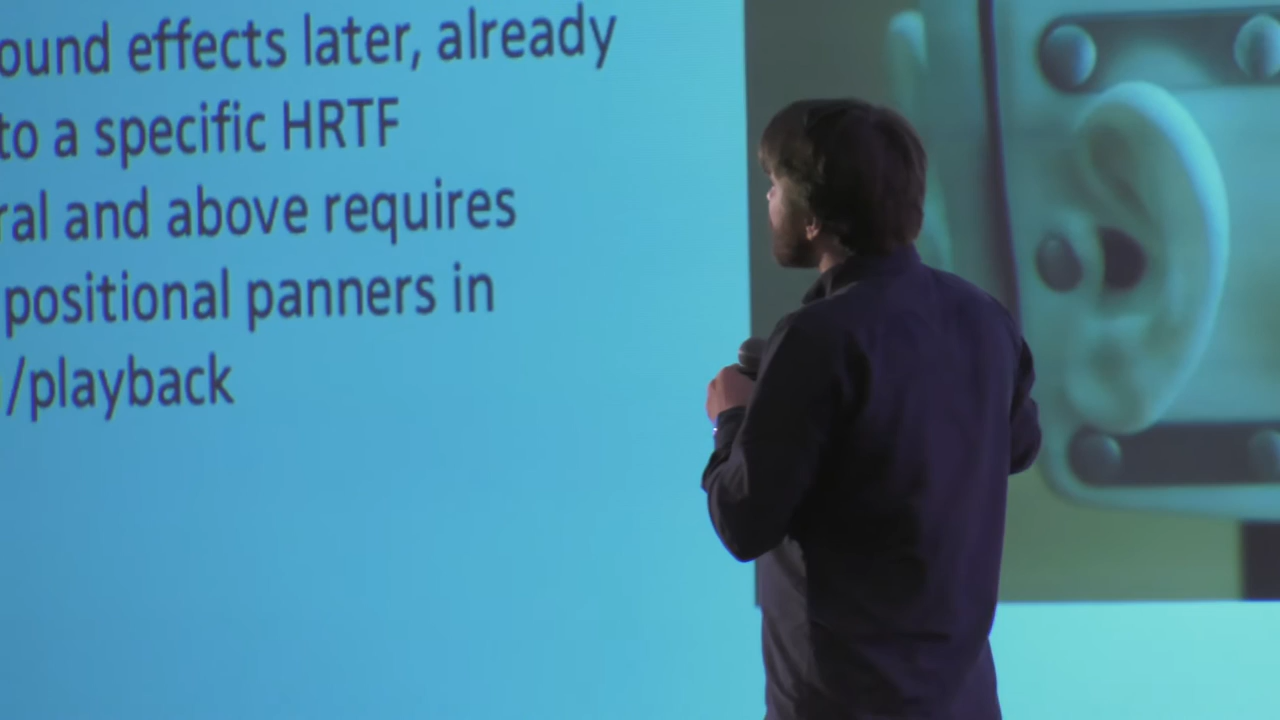 ound effects later, already
to a specific HRTF
ral and above requires
positional panners in
/playback